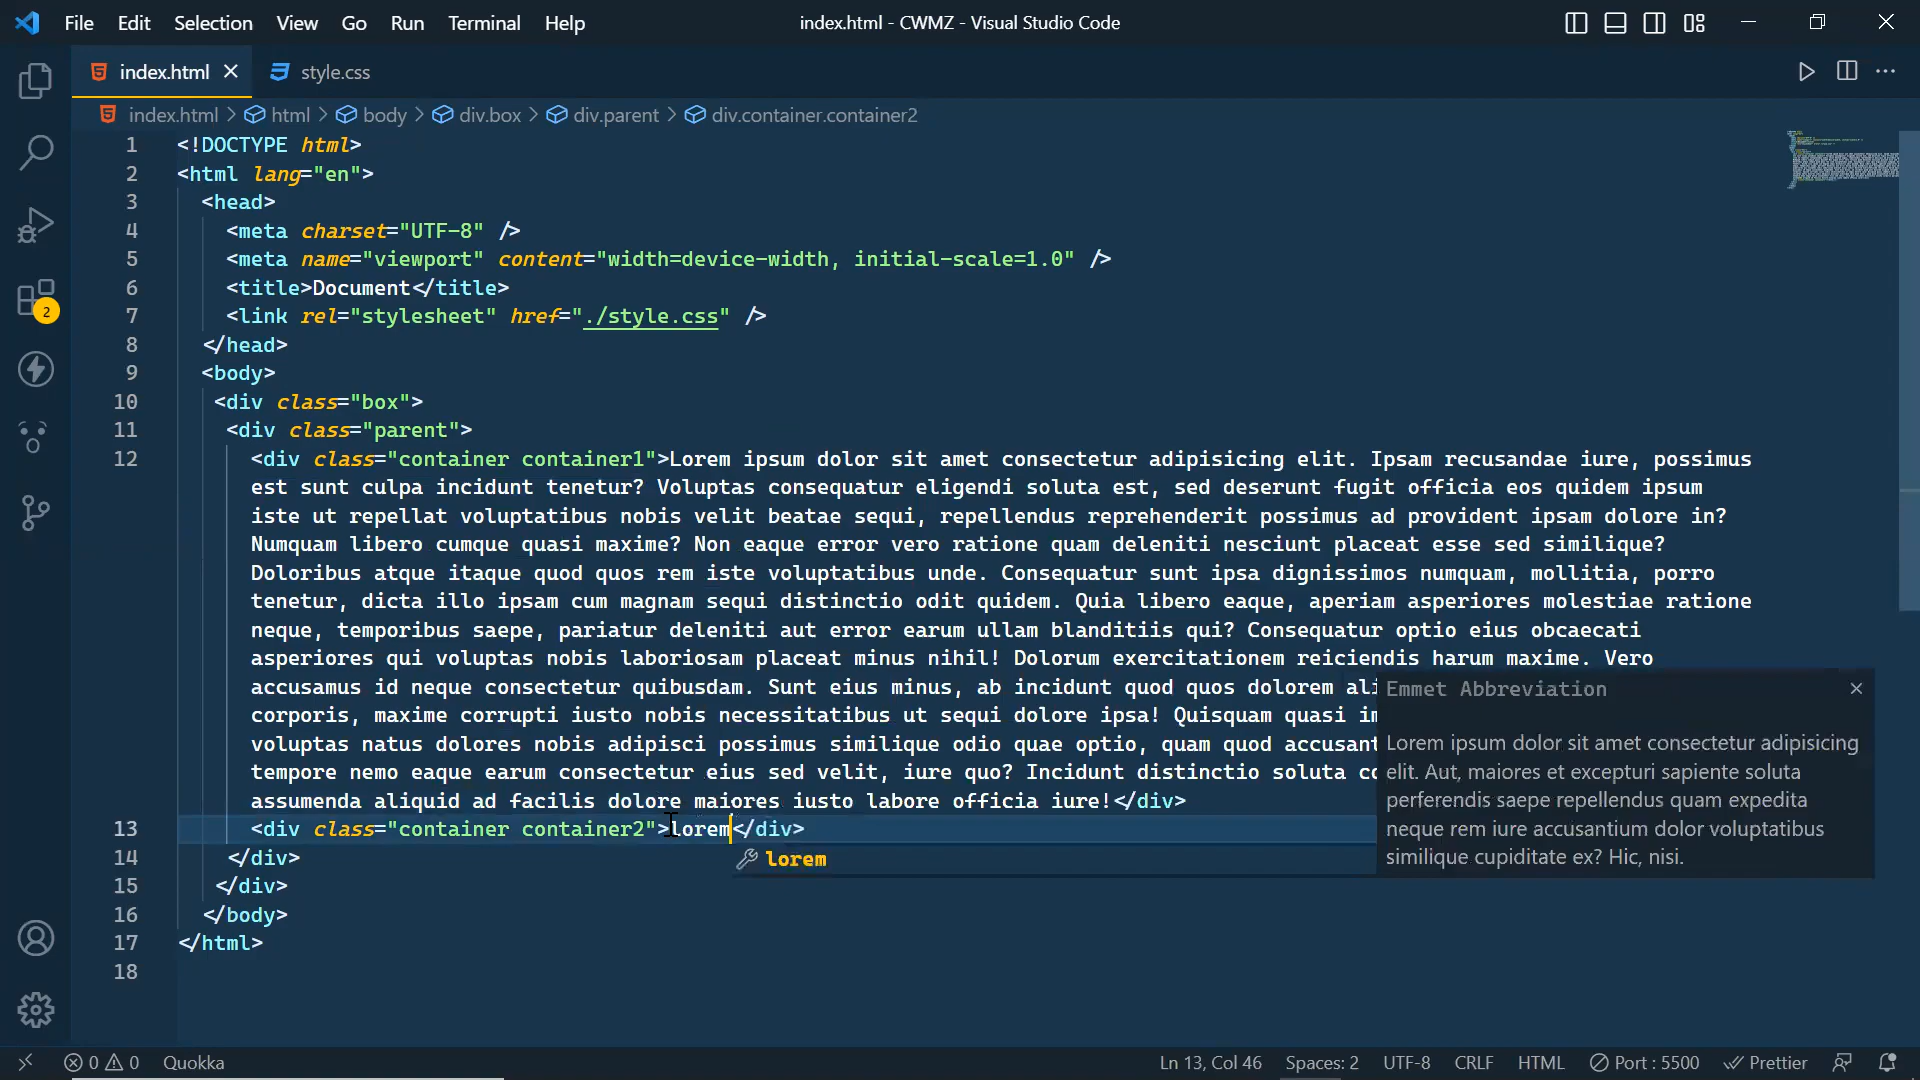 File Edit Selection View Go Run Terminal Help index.html - CWMZ - Visual Studio Code
index.html style.css
index.html > html > body > div.box > div.parent > div.container.container2
1 <!DOCTYPE html>
2 <html lang="en">
3 <head>
4 <meta charset="UTF-8" />
5 <meta name="viewport" content="width=device-width, initial-scale=1.0" />
6 <title>Document</title>
7 <link rel="stylesheet" href="./style.css" />
8 </head>
9 <body>
10 <div class="box">
11 <div class="parent">
12 <div class="container container1">Lorem ipsum dolor sit amet consectetur adipisicing elit. Ipsam recusandae iure, possimus
est sunt culpa incidunt tenetur? Voluptas consequatur eligendi soluta est, sed deserunt fugit officia eos quidem ipsum
iste ut repellat voluptatibus nobis velit beatae sequi, repellendus reprehenderit possimus ad provident ipsam dolore in?
Numquam libero cumque quasi maxime? Non eaque error vero ratione quam deleniti nesciunt placeat esse sed similique?
Doloribus atque itaque quod quos rem iste voluptatibus unde. Consequatur sunt ipsa dignissimos numquam, mollitia, porro
tenetur, dicta illo ipsam cum magnam sequi distinctio odit quidem. Quia libero eaque, aperiam asperiores molestiae ratione
neque, temporibus saepe, pariatur deleniti aut error earum ullam blanditiis qui? Consequatur optio eius obcaecati
asperiores qui voluptas nobis laboriosam placeat minus nihil! Dolorum exercitationem reiciendis harum maxime. Vero
accusamus id neque consectetur quibusdam. Sunt eius minus, ab incidunt quod quos dolorem ali
corporis, maxime corrupti iusto nobis necessitatibus ut sequi dolore ipsa! Quisquam quasi
voluptas natus dolores nobis adipisci possimus similique odio quae optio, quam quod accusant
tempore nemo eaque earum consectetur eius sed velit, iure quo? Incidunt distinctio soluta
assumenda aliquid ad facilis dolore maiores iusto labore officia iure!</div>
13 <div class="container container2">lorem</div>
lorem
14 </div>
15 </div>
16 </body>
17 </html>
18
Emmet Abbreviation
Lorem ipsum dolor sit amet consectetur adipisicing
elit. Aut, maiores et excepturi sapiente soluta
perferendis saepe repellendus quam expedita
neque rem iure accusantium dolor voluptatibus
similique cupiditate ex? Hic, nisi.
2
0 0 Quokka Ln 13, Col 46 Spaces: 2 UTF-8 CRLF HTML Port : 5500 Prettier